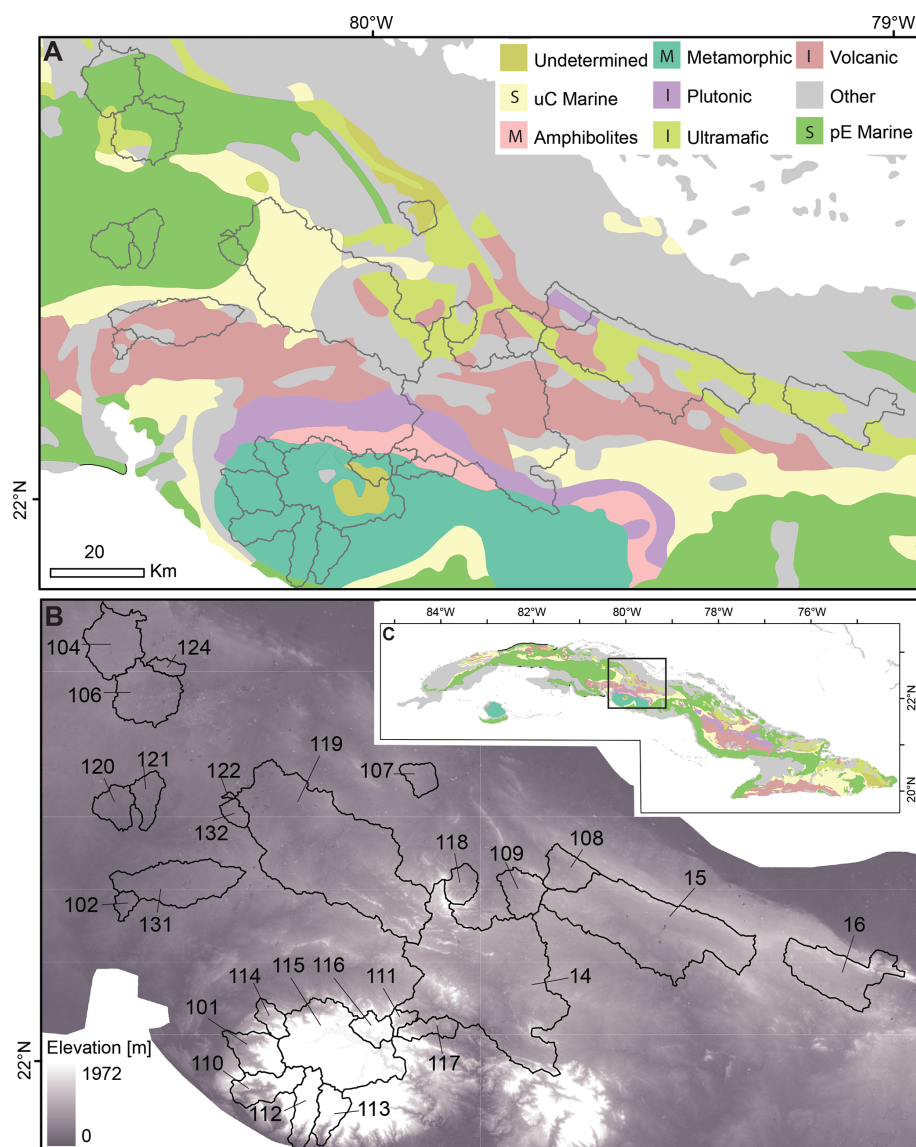 80°W 79°W
A
Undetermined M Metamorphic I Volcanic
S uC Marine I Plutonic Other
M Amphibolites I Ultramafic S pE Marine
22°N
20
Km
B
C
84°W 82°W 80°W 78°W 76°W
22°N
20°N
104
124
106
119
120 121
122
107
132
118
109
108
15
102
131
16
114 115 116 111
101
14
110
117
22°N
112 113
Elevation [m]
1972
0